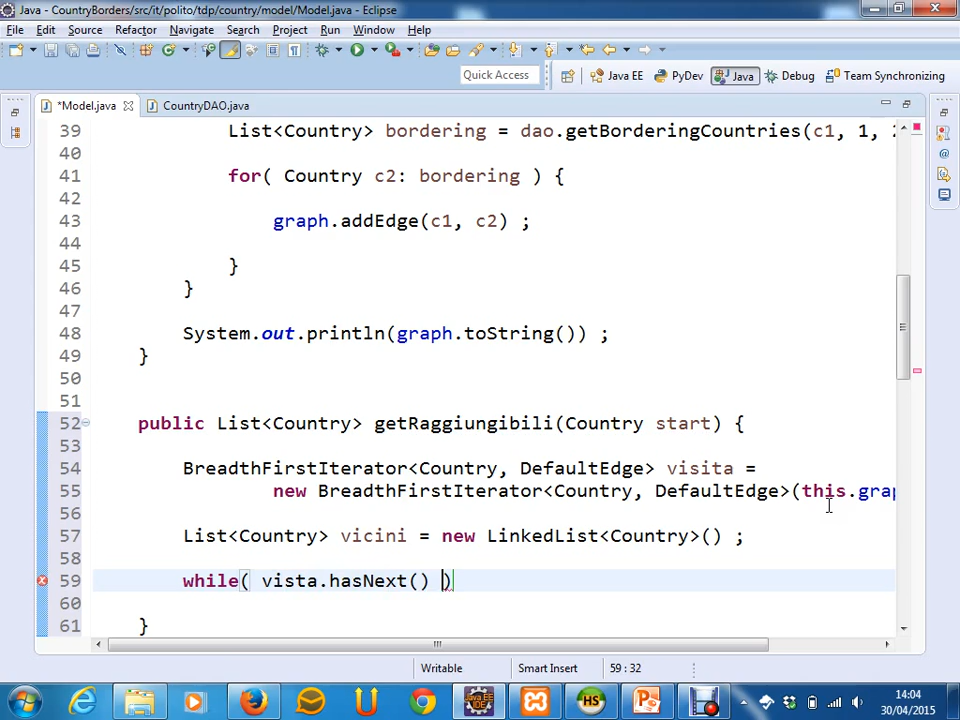 Java - CountryBorders/src/it/polito/tdp/country/model/Model.java - Eclipse
File Edit Source Refactor Navigate Search Project Run Window Help
Quick Access Java EE PyDev Java Debug Team Synchronizing
*Model.java CountryDAO.java
39 List<Country> bordering = dao.getBorderingCountries(c1, 1, 2
40
41 for( Country c2: bordering ) {
42
43 graph.addEdge(c1, c2) ;
44
45 }
46 }
47
48 System.out.println(graph.toString()) ;
49 }
50
51
52 public List<Country> getRaggiungibili(Country start) {
53
54 BreadthFirstIterator<Country, DefaultEdge> visita =
55 new BreadthFirstIterator<Country, DefaultEdge>(this.grap
56
57 List<Country> vicini = new LinkedList<Country>() ;
58
59 while( vista.hasNext() )
60
61 }
Writable Smart Insert 59 : 32
14:04
30/04/2015